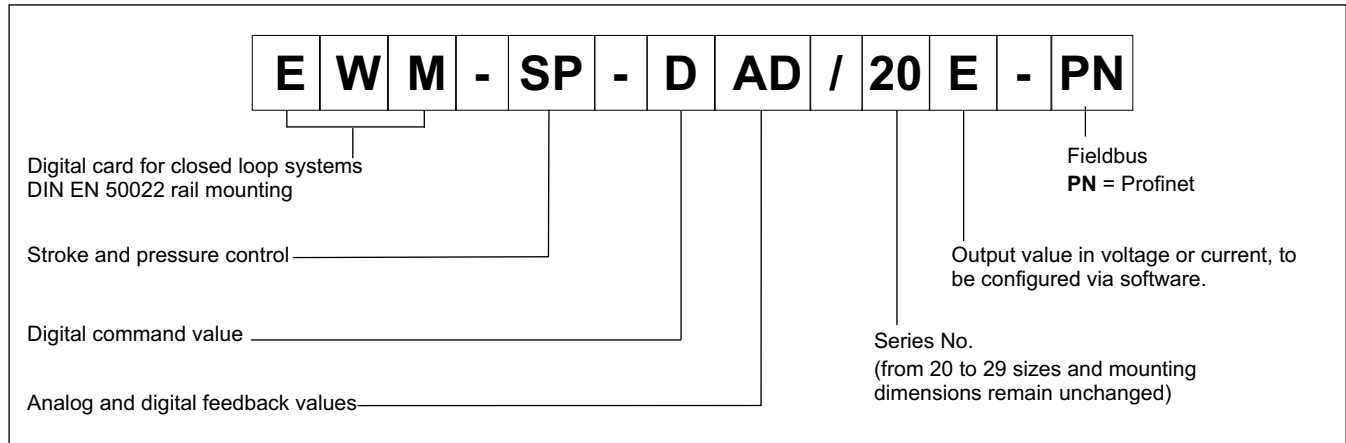 E W M - SP - D AD / 20 E - PN
Digital card for closed loop systems
DIN EN 50022 rail mounting
Stroke and pressure control
Digital command value
Analog and digital feedback values
Fieldbus
PN = Profinet
Output value in voltage or current, to
be configured via software.
Series No.
(from 20 to 29 sizes and mounting
dimensions remain unchanged)